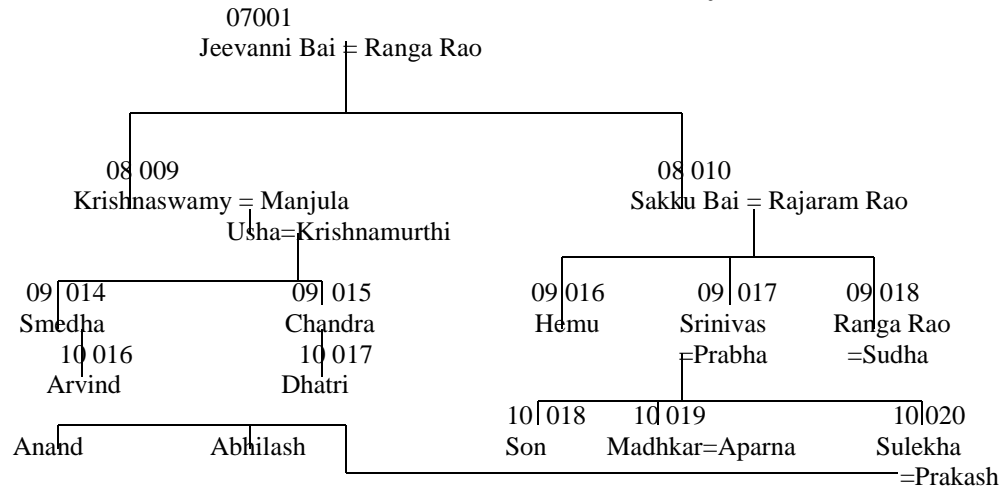 07001
Jeevanni Bai = Ranga Rao
08 009 08 010
Krishnaswamy = Manjula Sakku Bai = Rajaram Rao
Usha=Krishnamurthi
09 014 09 015 09 016 09 017 09 018
Smedha Chandra Hemu Srinivas Ranga Rao
10 016 10 017 =Prabha =Sudha
Arvind Dhatri
10 018 10 019 10 020
Anand Abhilash Son Madhkar=Aparna Sulekha
=Prakash